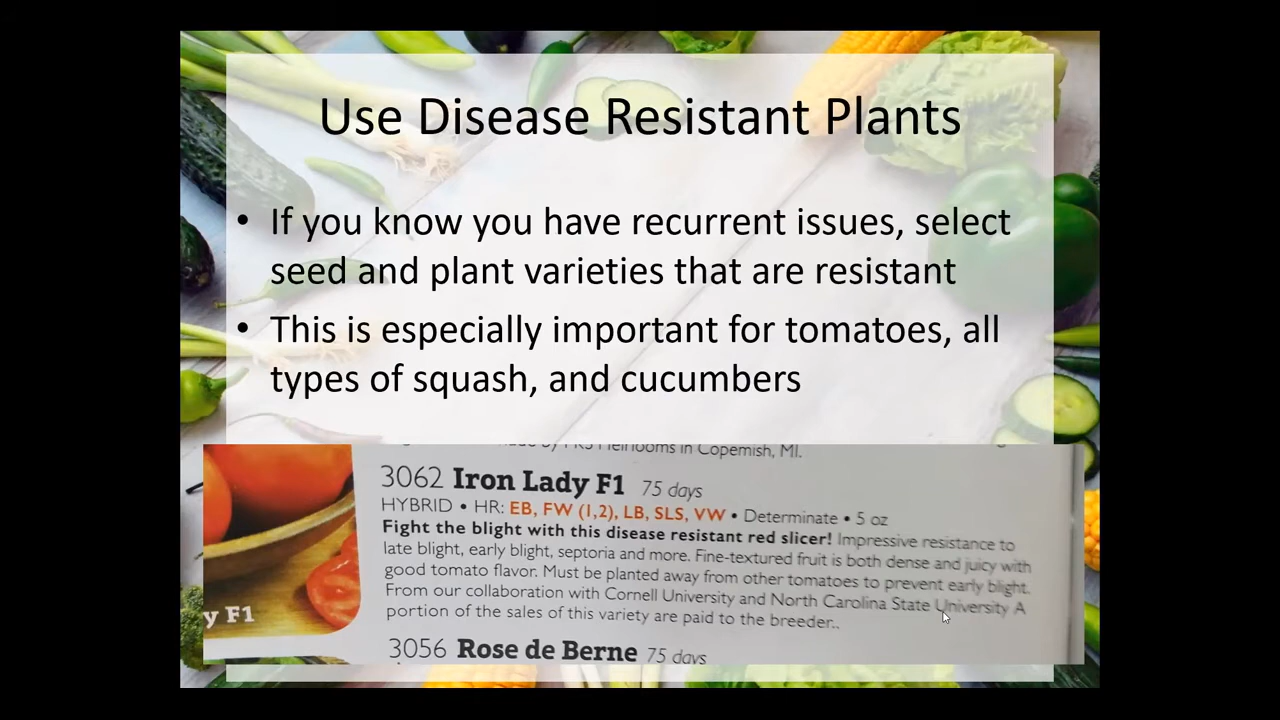 Use Disease Resistant Plants
• If you know you have recurrent issues, select
seed and plant varieties that are resistant
• This is especially important for tomatoes, all
types of squash, and cucumbers
Heirlooms in Copemish, MI.
3062 Iron Lady F1 75 days
HYBRID • HR: EB, FW (1,2), LB, SLS, VW • Determinate • 5 oz
Fight the blight with this disease resistant red slicer! Impressive resistance to
late blight, early blight, septoria and more. Fine-textured fruit is both dense and juicy with
good tomato flavor. Must be planted away from other tomatoes to prevent early blight.
From our collaboration with Cornell University and North Carolina State University A
portion of the sales of this variety are paid to the breeder..
y F1
3056 Rose de Berne 75 days